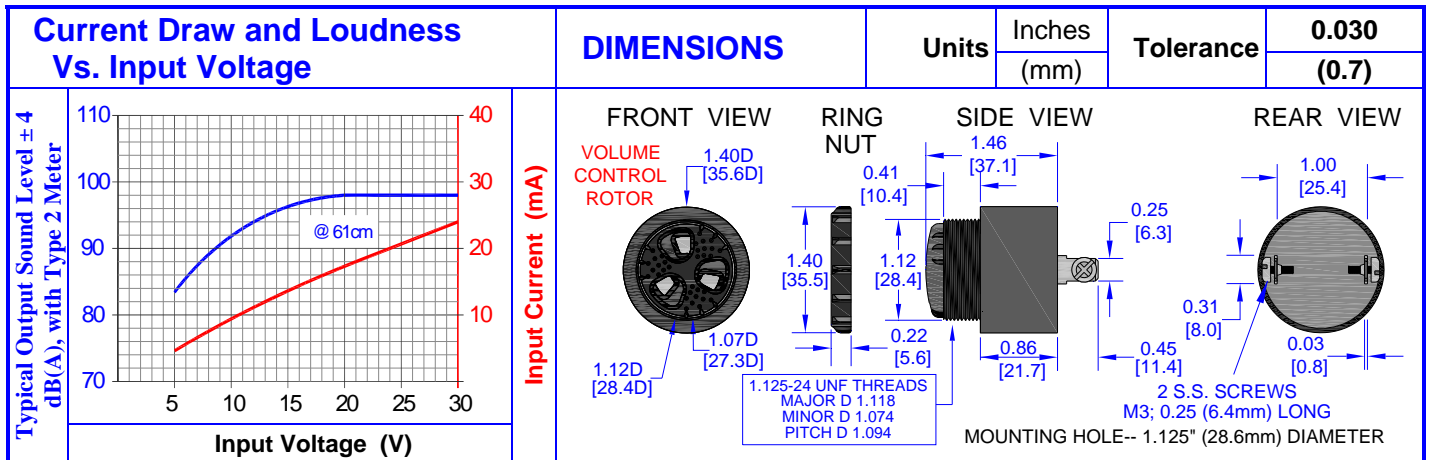 Current Draw and Loudness
Vs. Input Voltage
DIMENSIONS
Units
Inches
(mm)
Tolerance
0.030
(0.7)
Typical Output Sound Level ± 4
dB(A), with Type 2 Meter
110
100
90
80
70
@ 61cm
40
30
20
10
Input Current (mA)
5 10 15 20 25 30
Input Voltage (V)
FRONT VIEW
VOLUME
CONTROL
ROTOR
1.40D
[35.6D]
1.12D
[28.4D]
1.07D
[27.3D]
RING
NUT
1.40
[35.5]
0.22
[5.6]
SIDE VIEW
1.46
[37.1]
0.41
[10.4]
1.12
[28.4]
0.25
[6.3]
0.86
[21.7]
0.45
[11.4]
1.125-24 UNF THREADS
MAJOR D 1.118
MINOR D 1.074
PITCH D 1.094
REAR VIEW
1.00
[25.4]
0.31
[8.0]
0.03
[0.8]
2 S.S. SCREWS
M3; 0.25 (6.4mm) LONG
MOUNTING HOLE-- 1.125" (28.6mm) DIAMETER